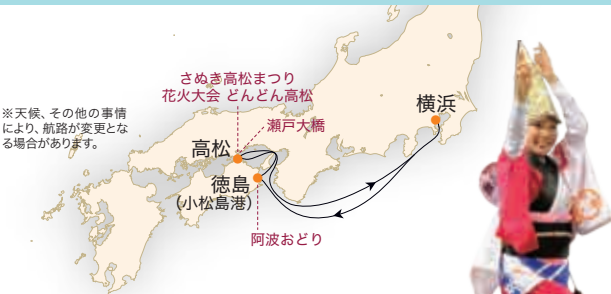 さぬき高松まつり
花火大会 どんどん高松
※天候、その他の事情
により、航路が変更とな
る場合があります。
瀬戸大橋
横浜
高松
徳島
(小松島港)
阿波おどり